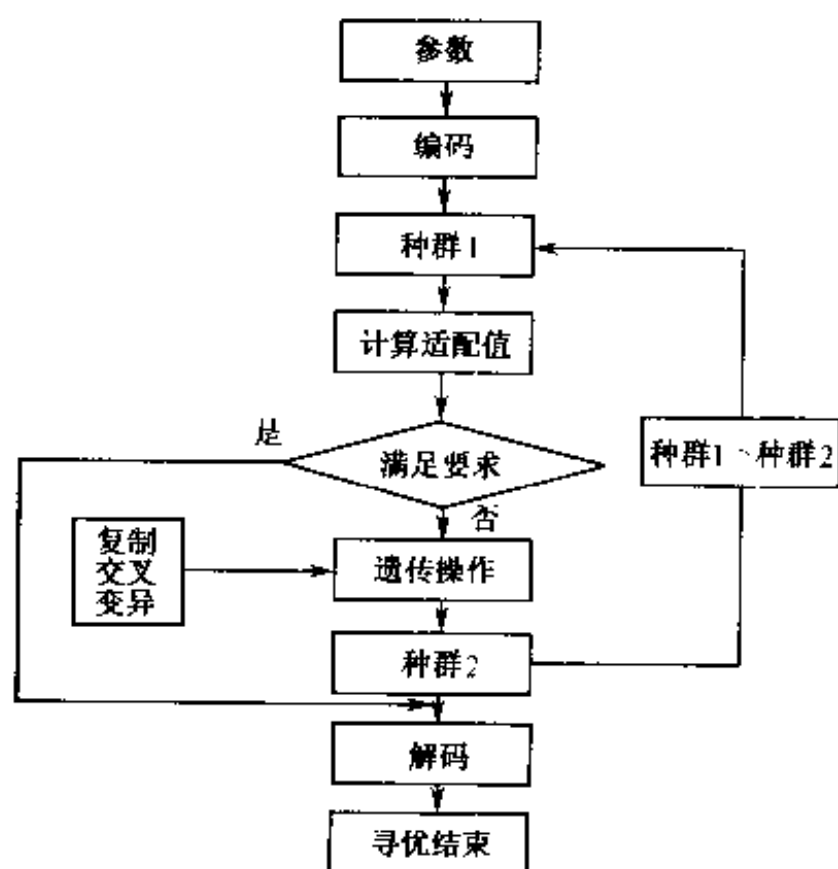 参数
编码
种群1
计算适配值
是
满足要求
种群1 种群2
否
复制
交叉
变异
遗传操作
种群2
解码
寻优结束